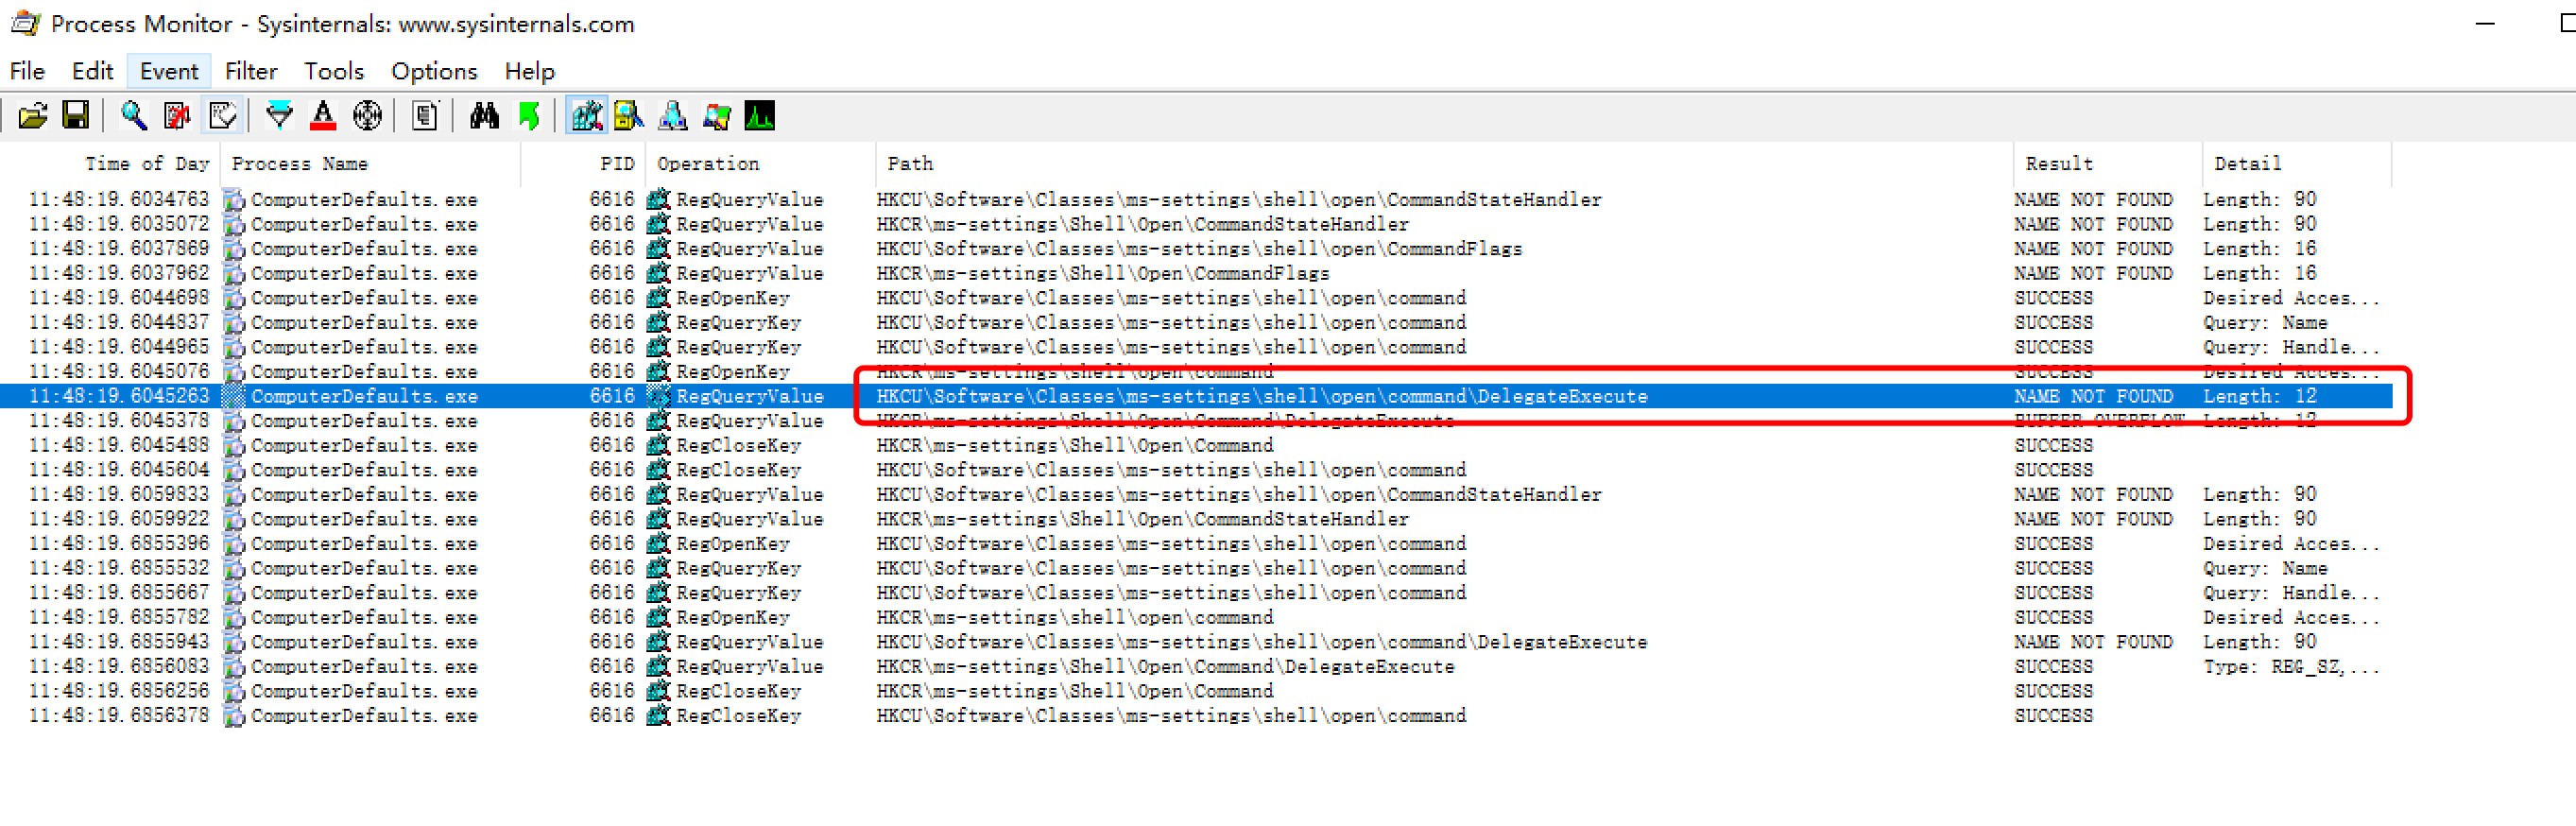 Process Monitor - Sysinternals: www.sysinternals.com
File Edit Event Filter Tools Options Help
Time of Day Process Name PID Operation Path Result Detail
11:48:19.6034763 ComputerDefaults.exe 6616 RegQueryValue HKCU\Software\Classes\ms-settings\shell\open\CommandStateHandler NAME NOT FOUND Length: 90
11:48:19.6035072 ComputerDefaults.exe 6616 RegQueryValue HKCR\ms-settings\Shell\Open\CommandStateHandler NAME NOT FOUND Length: 90
11:48:19.6037869 ComputerDefaults.exe 6616 RegQueryValue HKCU\Software\Classes\ms-settings\shell\open\CommandFlags NAME NOT FOUND Length: 16
11:48:19.6037962 ComputerDefaults.exe 6616 RegQueryValue HKCR\ms-settings\Shell\Open\CommandFlags NAME NOT FOUND Length: 16
11:48:19.6044698 ComputerDefaults.exe 6616 RegOpenKey HKCU\Software\Classes\ms-settings\shell\open\command SUCCESS Desired Acces...
11:48:19.6044837 ComputerDefaults.exe 6616 RegQueryKey HKCU\Software\Classes\ms-settings\shell\open\command SUCCESS Query: Name
11:48:19.6044965 ComputerDefaults.exe 6616 RegQueryKey HKCU\Software\Classes\ms-settings\shell\open\command SUCCESS Query: Handle...
11:48:19.6045076 ComputerDefaults.exe 6616 RegOpenKey HKCR\ms-settings\shell\open\command SUCCESS Desired Acces...
11:48:19.6045263 ComputerDefaults.exe 6616 RegQueryValue HKCU\Software\Classes\ms-settings\shell\open\command\DelegateExecute NAME NOT FOUND Length: 12
11:48:19.6045378 ComputerDefaults.exe 6616 RegQueryValue HKCR\ms-settings\Shell\Open\Command\DelegateExecute BUFFER OVERFLOW Length: 12
11:48:19.6045488 ComputerDefaults.exe 6616 RegCloseKey HKCR\ms-settings\Shell\Open\Command SUCCESS
11:48:19.6045604 ComputerDefaults.exe 6616 RegCloseKey HKCU\Software\Classes\ms-settings\shell\open\command SUCCESS
11:48:19.6059833 ComputerDefaults.exe 6616 RegQueryValue HKCU\Software\Classes\ms-settings\shell\open\CommandStateHandler NAME NOT FOUND Length: 90
11:48:19.6059922 ComputerDefaults.exe 6616 RegQueryValue HKCR\ms-settings\Shell\Open\CommandStateHandler NAME NOT FOUND Length: 90
11:48:19.6855396 ComputerDefaults.exe 6616 RegOpenKey HKCU\Software\Classes\ms-settings\shell\open\command SUCCESS Desired Acces...
11:48:19.6855532 ComputerDefaults.exe 6616 RegQueryKey HKCU\Software\Classes\ms-settings\shell\open\command SUCCESS Query: Name
11:48:19.6855667 ComputerDefaults.exe 6616 RegQueryKey HKCU\Software\Classes\ms-settings\shell\open\command SUCCESS Query: Handle...
11:48:19.6855782 ComputerDefaults.exe 6616 RegOpenKey HKCR\ms-settings\shell\open\command SUCCESS Desired Acces...
11:48:19.6855943 ComputerDefaults.exe 6616 RegQueryValue HKCU\Software\Classes\ms-settings\shell\open\command\DelegateExecute NAME NOT FOUND Length: 90
11:48:19.6856083 ComputerDefaults.exe 6616 RegQueryValue HKCR\ms-settings\Shell\Open\Command\DelegateExecute SUCCESS Type: REG_SZ,...
11:48:19.6856256 ComputerDefaults.exe 6616 RegCloseKey HKCR\ms-settings\Shell\Open\Command SUCCESS
11:48:19.6856378 ComputerDefaults.exe 6616 RegCloseKey HKCU\Software\Classes\ms-settings\shell\open\command SUCCESS